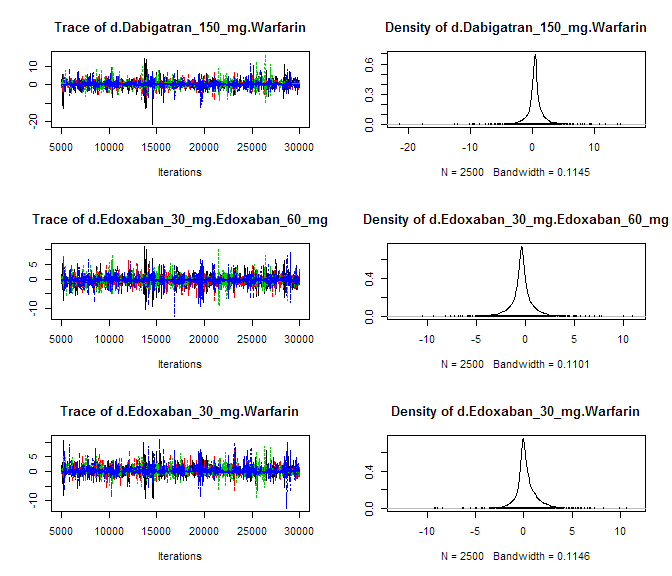 Trace of d.Dabigatran_150_mg.Warfarin
10
0
-20
5000 10000 15000 20000 25000 30000
Iterations
Density of d.Dabigatran_150_mg.Warfarin
0.6
0.3
0.0
-20 -10 0 10
N = 2500 Bandwidth = 0.1145
Trace of d.Edoxaban_30_mg.Edoxaban_60_mg
5
0
-10
5000 10000 15000 20000 25000 30000
Iterations
Density of d.Edoxaban_30_mg.Edoxaban_60_mg
0.4
0.0
-10 -5 0 5 10
N = 2500 Bandwidth = 0.1101
Trace of d.Edoxaban_30_mg.Warfarin
5
0
-10
5000 10000 15000 20000 25000 30000
Iterations
Density of d.Edoxaban_30_mg.Warfarin
0.4
0.0
-10 -5 0 5 10
N = 2500 Bandwidth = 0.1146